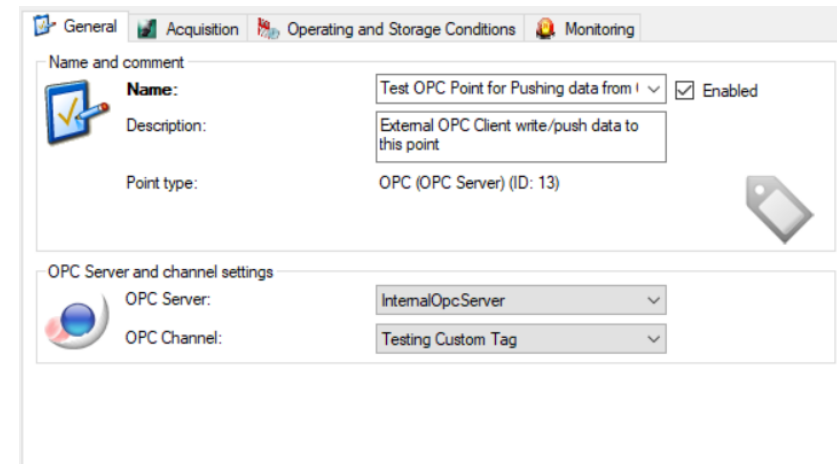 General Acquisition Operating and Storage Conditions Monitoring
Name and comment
Name: Test OPC Point for Pushing data from ( Enabled
Description: External OPC Client write/push data to
this point
Point type: OPC (OPC Server) (ID: 13)
OPC Server and channel settings
OPC Server: InternalOpcServer
OPC Channel: Testing Custom Tag